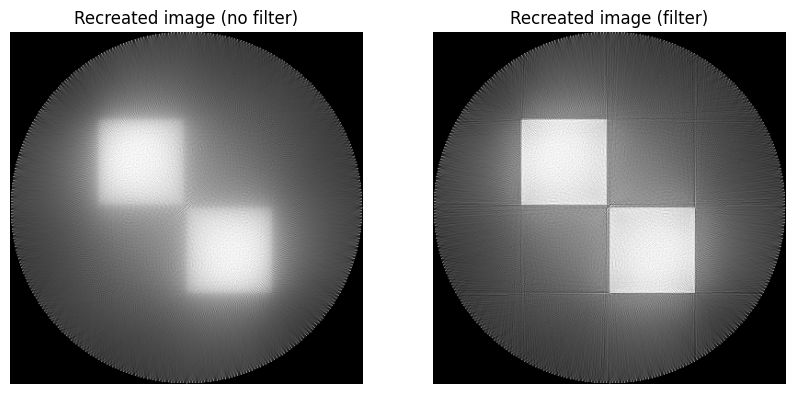 Recreated image (no filter)
Recreated image (filter)